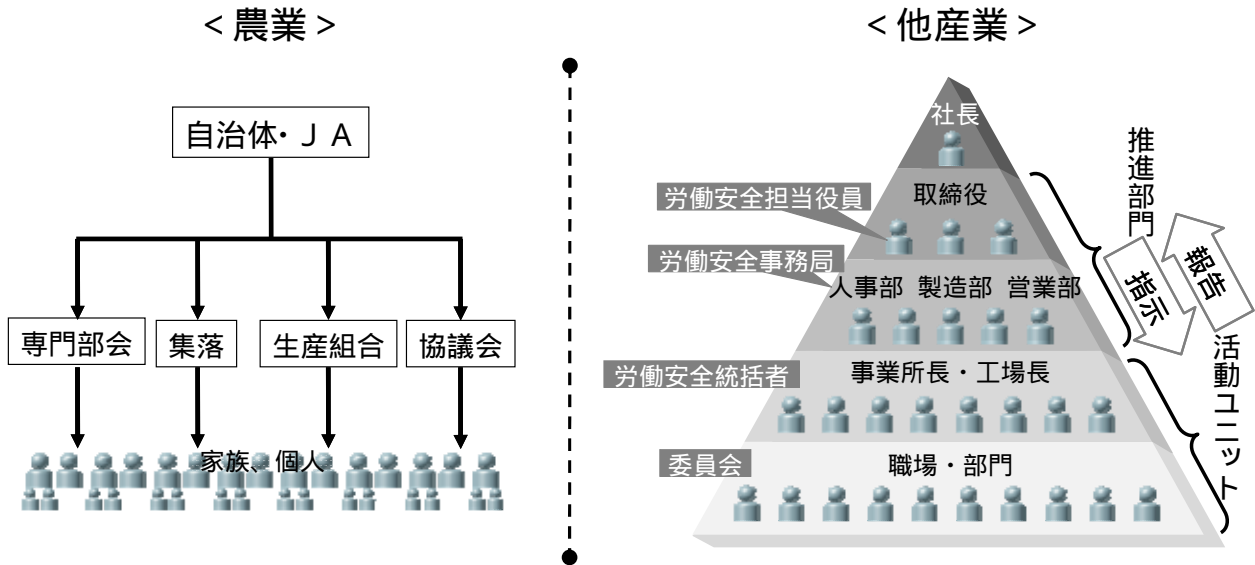 ＜農業＞
自治体・ＪＡ
専門部会
集落
生産組合
協議会
家族、個人
＜他産業＞
社長
労働安全担当役員
取締役
労働安全事務局
人事部 製造部 営業部
労働安全統括者
事業所長・工場長
委員会
職場・部門
推進部門
指示
報告
活動ユニット